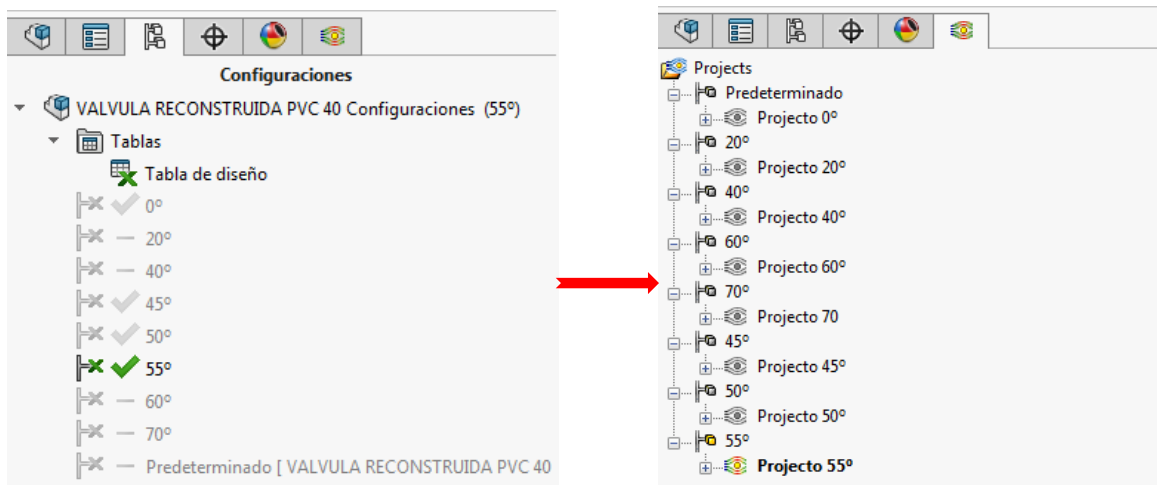 Configuraciones
VALVULA RECONSTRUIDA PVC 40 Configuraciones (55º)
Tablas
Tabla de diseño
0º
20º
40º
45º
50º
55º
60º
70º
Predeterminado [ VALVULA RECONSTRUIDA PVC 40
Projects
Predeterminado
Projecto 0º
20º
Projecto 20º
40º
Projecto 40º
60º
Projecto 60º
70º
Projecto 70
45º
Projecto 45º
50º
Projecto 50º
55º
Projecto 55º